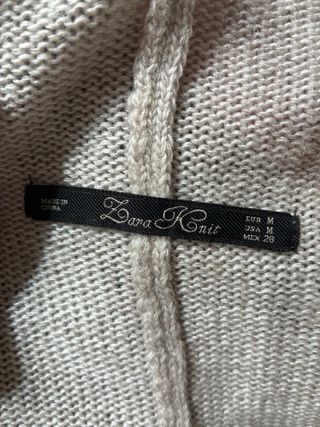 MADE IN
CHINA
Zara Knit
EUR M
USA M
MEX 28